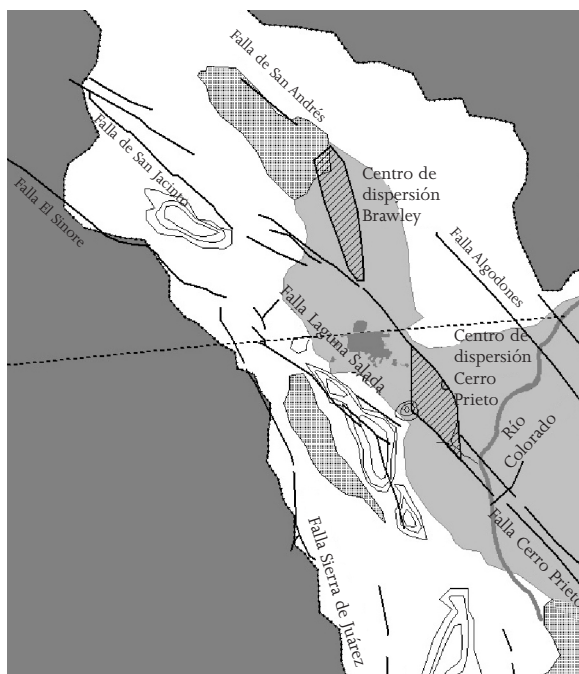 Falla de San Andrés
Falla de San Jacinto
Centro de
dispersión
Brawley
Falla El Sinore
Falla Algodones
Falla Laguna Salada
Centro de
dispersión
Cerro
Prieto
Río
Colorado
Falla Cerro Prieto
Falla Sierra de Juárez